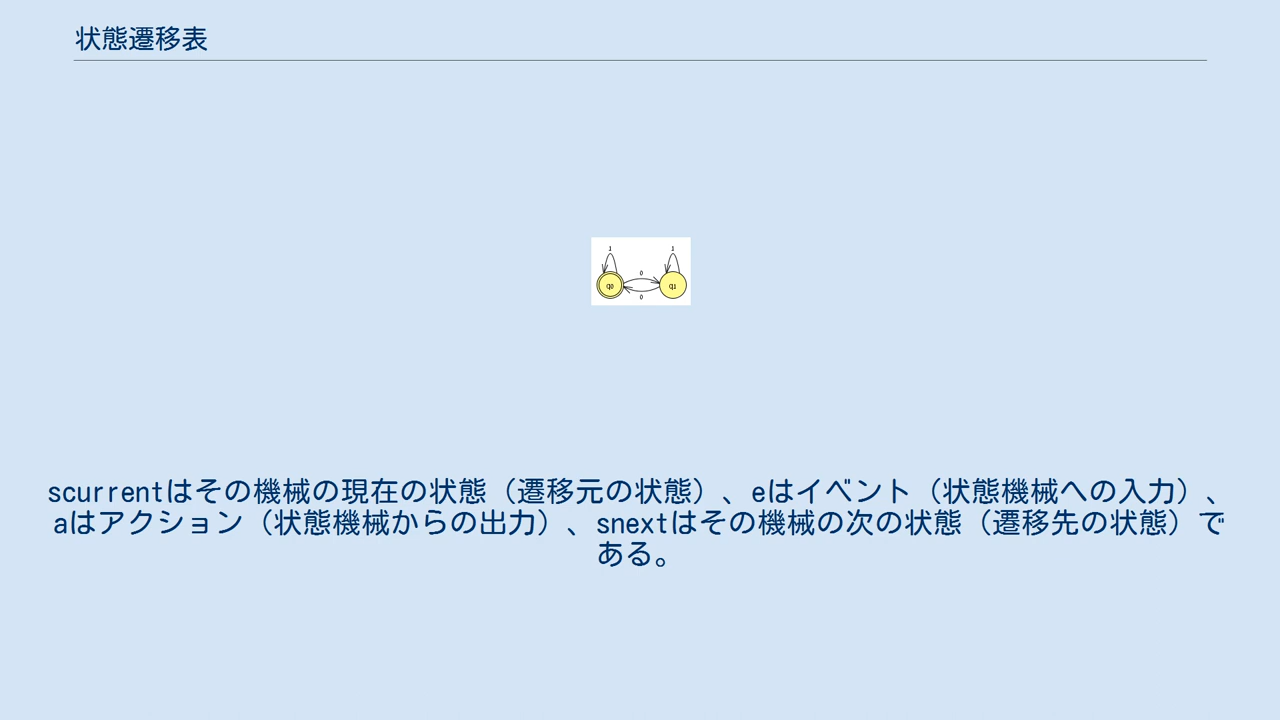 状態遷移表
1 1
0
q0 q1
0
scurrentはその機械の現在の状態（遷移元の状態）、eはイベント（状態機械への入力）、
aはアクション（状態機械からの出力）、snextはその機械の次の状態（遷移先の状態）で
ある。